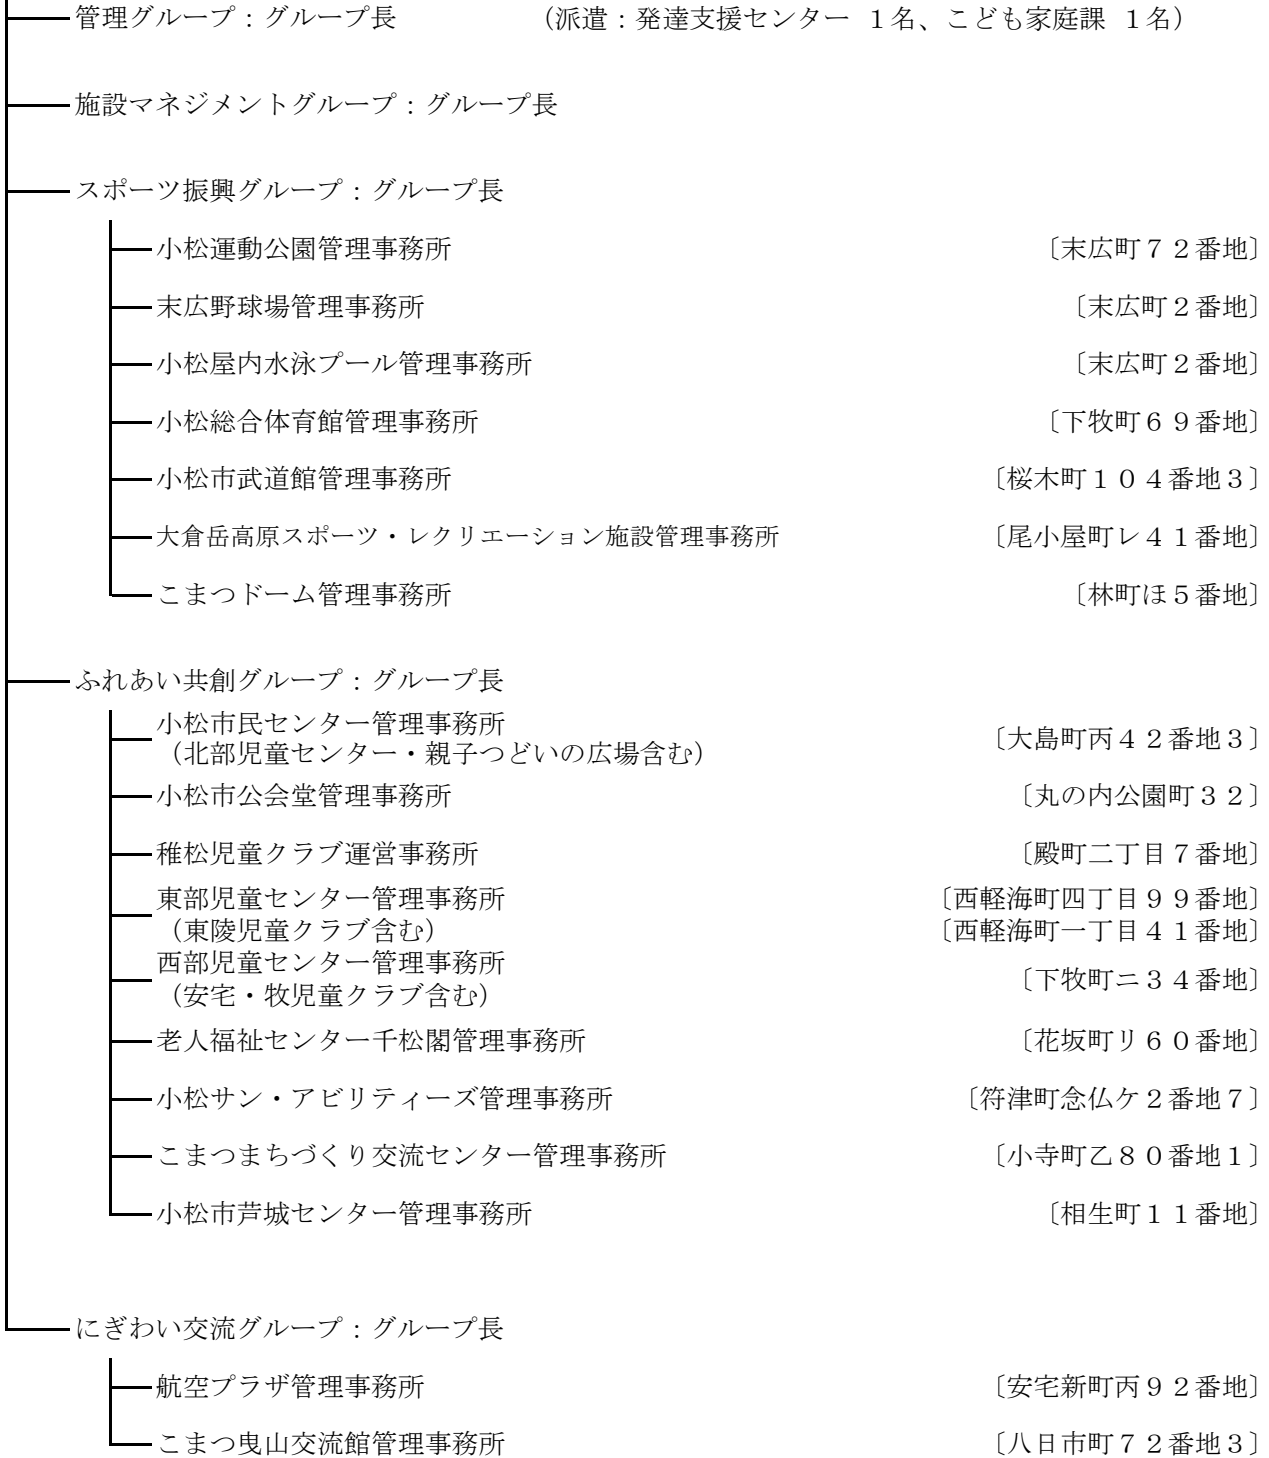 管理グループ：グループ長　（派遣：発達支援センター １名、こども家庭課 １名）
施設マネジメントグループ：グループ長
スポーツ振興グループ：グループ長
小松運動公園管理事務所　〔末広町７２番地〕
末広野球場管理事務所　〔末広町２番地〕
小松屋内水泳プール管理事務所　〔末広町２番地〕
小松総合体育館管理事務所　〔下牧町６９番地〕
小松市武道館管理事務所　〔桜木町１０４番地３〕
大倉岳高原スポーツ・レクリエーション施設管理事務所　〔尾小屋町レ４１番地〕
こまつドーム管理事務所　〔林町ほ５番地〕
ふれあい共創グループ：グループ長
小松市民センター管理事務所
（北部児童センター・親子つどいの広場含む）　〔大島町丙４２番地３〕
小松市公会堂管理事務所　〔丸の内公園町３２〕
稚松児童クラブ運営事務所　〔殿町二丁目７番地〕
東部児童センター管理事務所　〔西軽海町四丁目９９番地〕
（東陵児童クラブ含む）　〔西軽海町一丁目４１番地〕
西部児童センター管理事務所
（安宅・牧児童クラブ含む）　〔下牧町ニ３４番地〕
老人福祉センター千松閣管理事務所　〔花坂町リ６０番地〕
小松サン・アビリティーズ管理事務所　〔符津町念仏ケ２番地７〕
こまつまちづくり交流センター管理事務所　〔小寺町乙８０番地１〕
小松市芦城センター管理事務所　〔相生町１１番地〕
にぎわい交流グループ：グループ長
航空プラザ管理事務所　〔安宅新町丙９２番地〕
こまつ曳山交流館管理事務所　〔八日市町７２番地３〕